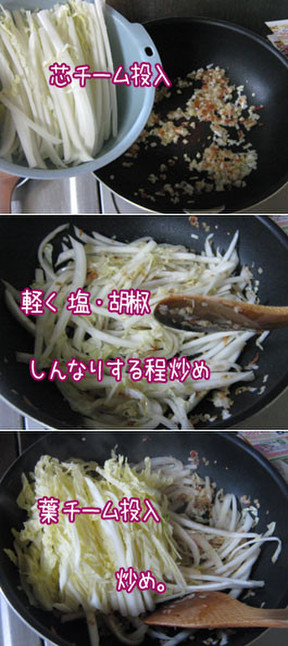 芯チーム投入
軽く 塩・胡椒
しんなりする程炒め
葉チーム投入
炒め。